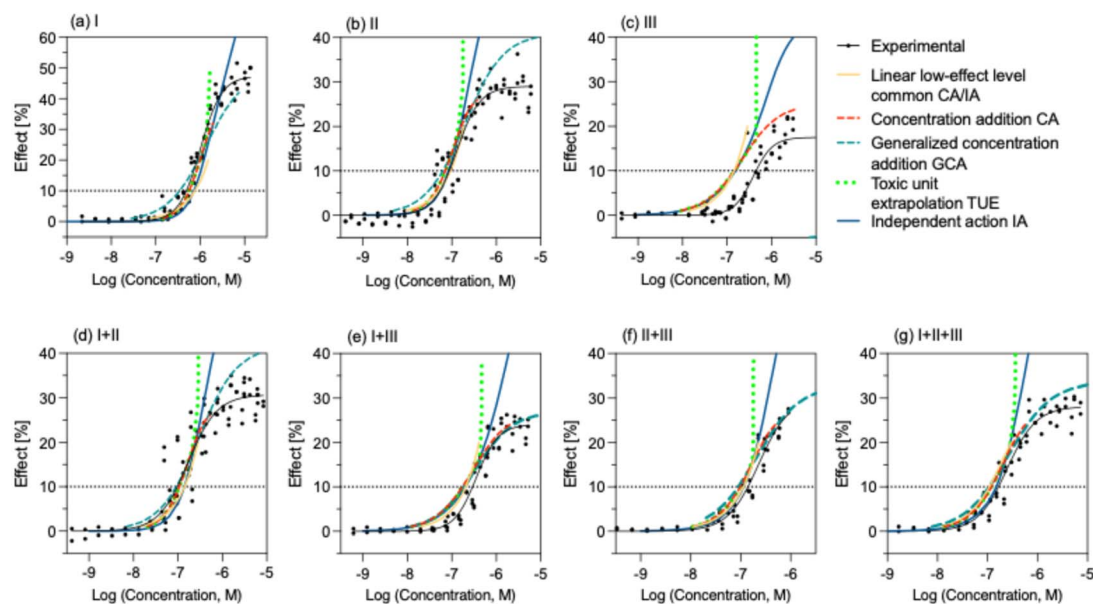 (a) I
(b) II
(c) III
60
50
40
30
20
10
0
Effect [%]
-9 -8 -7 -6 -5
Log (Concentration, M)
40
30
20
10
0
Effect [%]
-9 -8 -7 -6 -5
Log (Concentration, M)
40
30
20
10
0
Effect [%]
-9 -8 -7 -6 -5
Log (Concentration, M)
Experimental
Linear low-effect level
common CA/IA
Concentration addition CA
Generalized concentration
addition GCA
Toxic unit
extrapolation TUE
Independent action IA
(d) I+II
(e) I+III
(f) II+III
(g) I+II+III
40
30
20
10
0
Effect [%]
-9 -8 -7 -6 -5
Log (Concentration, M)
40
30
20
10
0
Effect [%]
-9 -8 -7 -6 -5
Log (Concentration, M)
40
30
20
10
0
Effect [%]
-9 -8 -7 -6
Log (Concentration, M)
40
30
20
10
0
Effect [%]
-9 -8 -7 -6 -5
Log (Concentration, M)